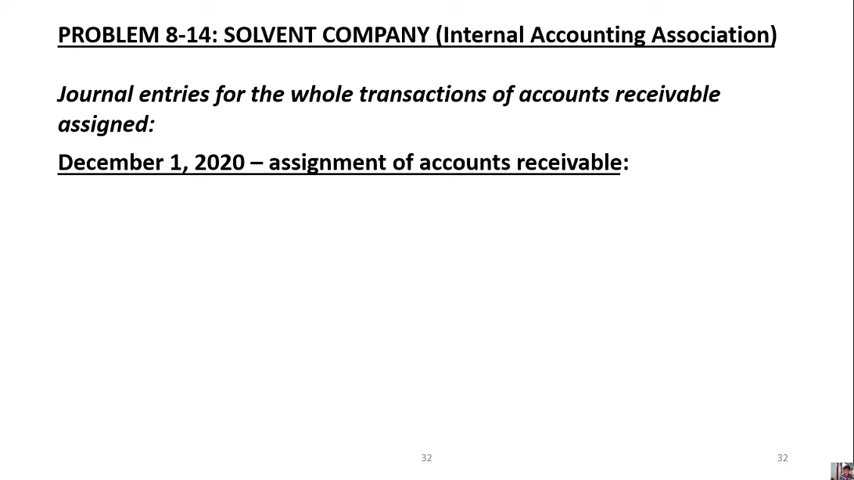 PROBLEM 8-14: SOLVENT COMPANY (Internal Accounting Association)
Journal entries for the whole transactions of accounts receivable
assigned:
December 1, 2020 – assignment of accounts receivable:
32
32